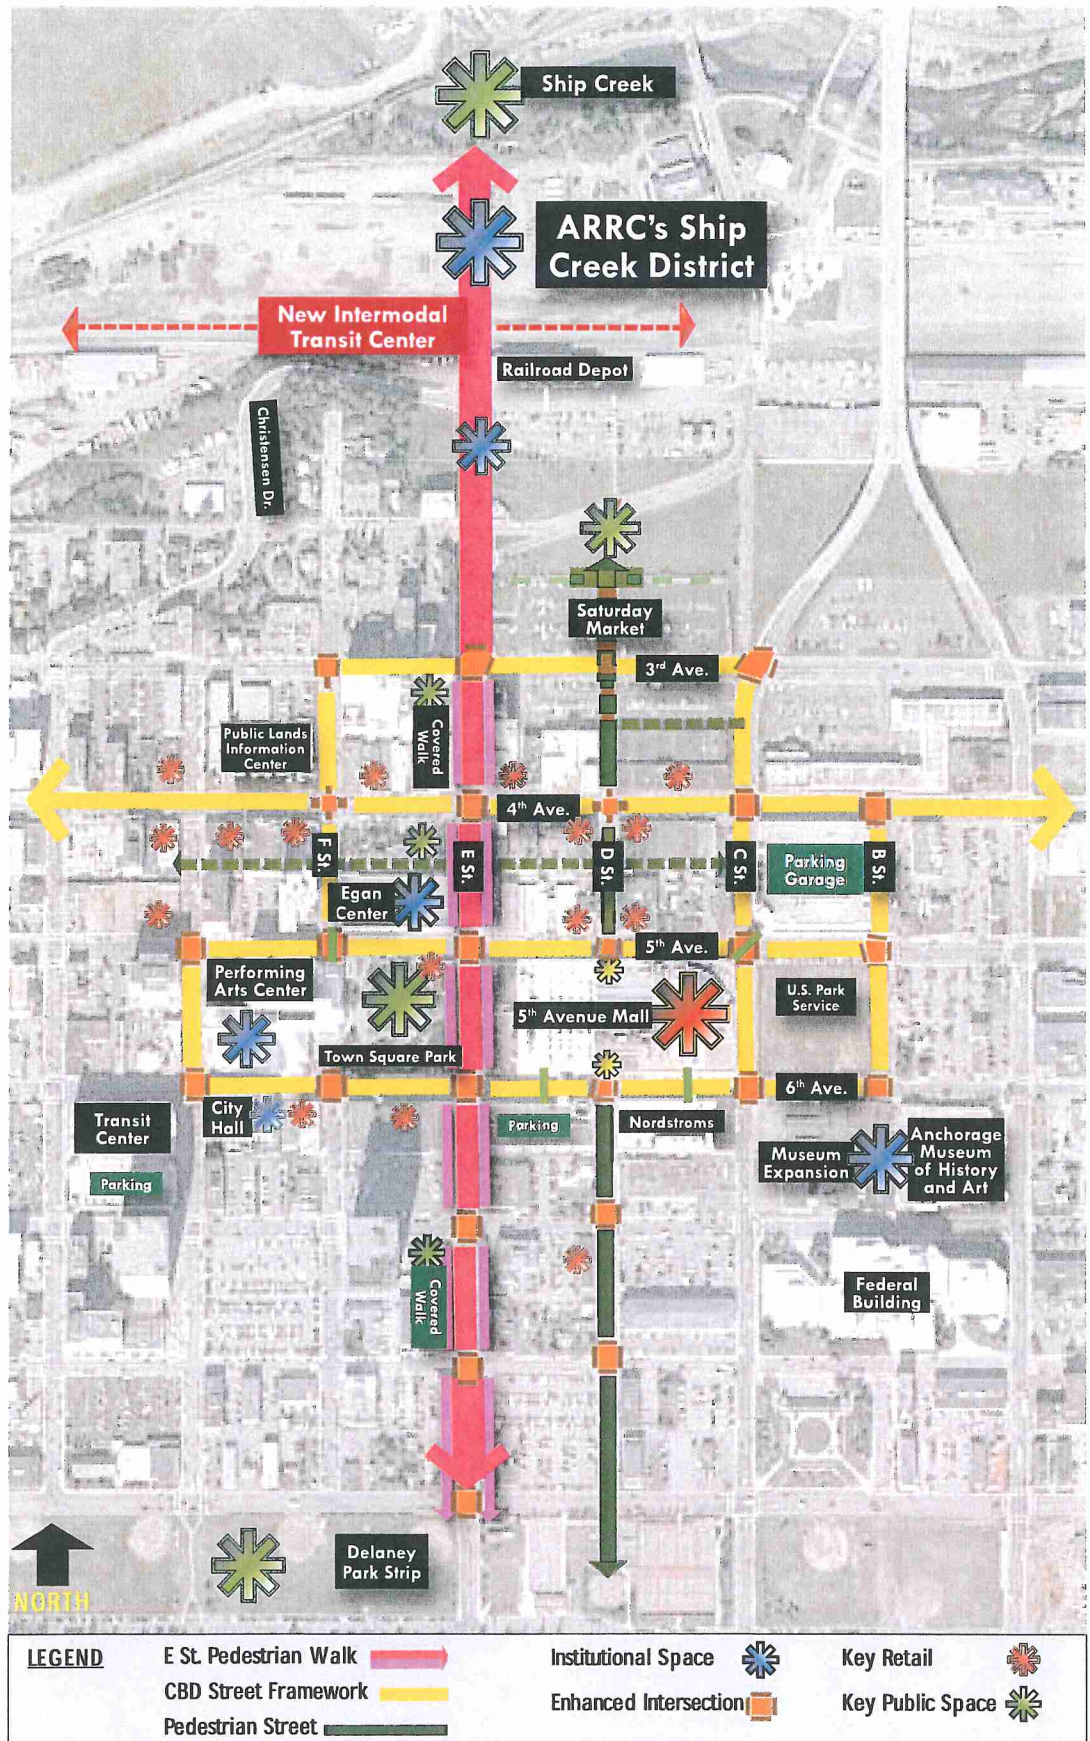 Ship Creek
ARRC's Ship
Creek District
New Intermodal
Transit Center
Railroad Depot
Christensen Dr.
Saturday
Market
3rd Ave.
Public Lands
Information
Center
Covered
Walk
4th Ave.
F St.
E St.
D St.
C St.
Parking
Garage
B St.
Egan
Center
5th Ave.
Performing
Arts Center
U.S. Park
Service
5th Avenue Mall
Town Square Park
6th Ave.
Transit
Center
City
Hall
Parking
Nordstroms
Parking
Museum
Expansion
Anchorage
Museum
of History
and Art
Covered
Walk
Federal
Building
Delaney
Park Strip
NORTH
LEGEND
E St. Pedestrian Walk
CBD Street Framework
Pedestrian Street
Institutional Space
Enhanced Intersection
Key Retail
Key Public Space